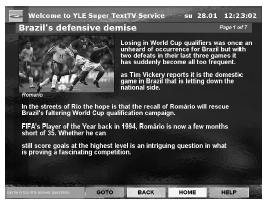 Welcome to YLE Super TextTV Service su 28.01 12:23:02
Brazil's defensive demise Page 1 of 7
Losing in World Cup qualifiers was once an
unheard of occurrence for Brazil but with
two defeats in their last three games it
has suddenly become all too frequent.
as Tim Vickery reports it is the domestic
game in Brazil that is letting down the
national side.
Romário
In the streets of Rio the hope is that the recall of Romário will rescue
Brazil's faltering World Cup qualification campaign.
FIFA's Player of the Year back in 1994, Romário is now a few months
short of 35. Whether he can
still score goals at the highest level is an intriguing question in what
is proving a fascinating competition.
GOTO BACK HOME HELP